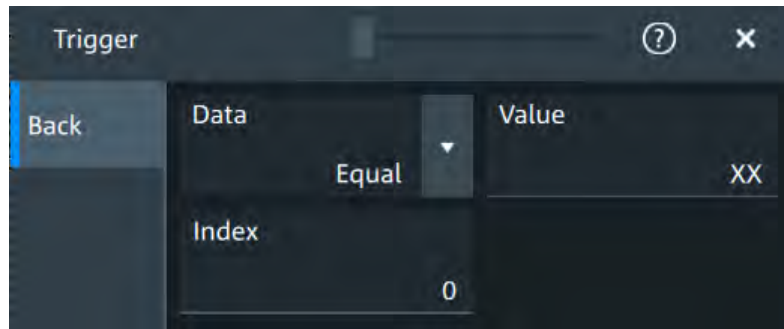 Trigger
?
×
Back
Data
Equal
Value
XX
Index
0